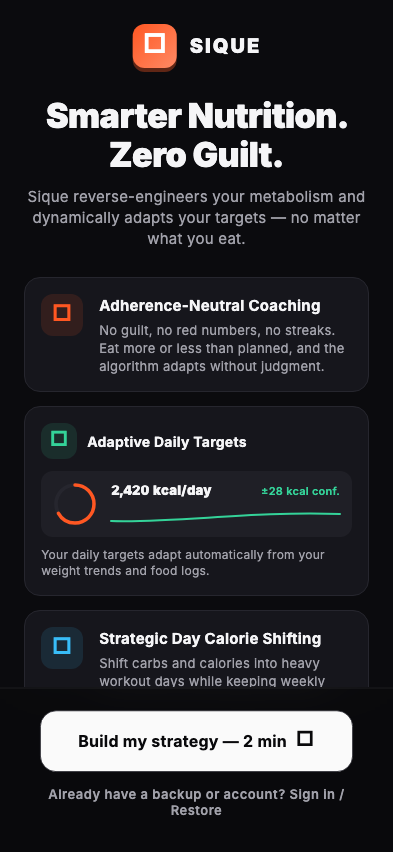 SIQUE
Smarter Nutrition.
Zero Guilt.
Sique reverse-engineers your metabolism and
dynamically adapts your targets — no matter
what you eat.
Adherence-Neutral Coaching
No guilt, no red numbers, no streaks.
Eat more or less than planned, and the
algorithm adapts without judgment.
Adaptive Daily Targets
2,420 kcal/day
±28 kcal conf.
Your daily targets adapt automatically from your
weight trends and food logs.
Strategic Day Calorie Shifting
Shift carbs and calories into heavy
workout days while keeping weekly
Build my strategy — 2 min
Already have a backup or account? Sign in /
Restore